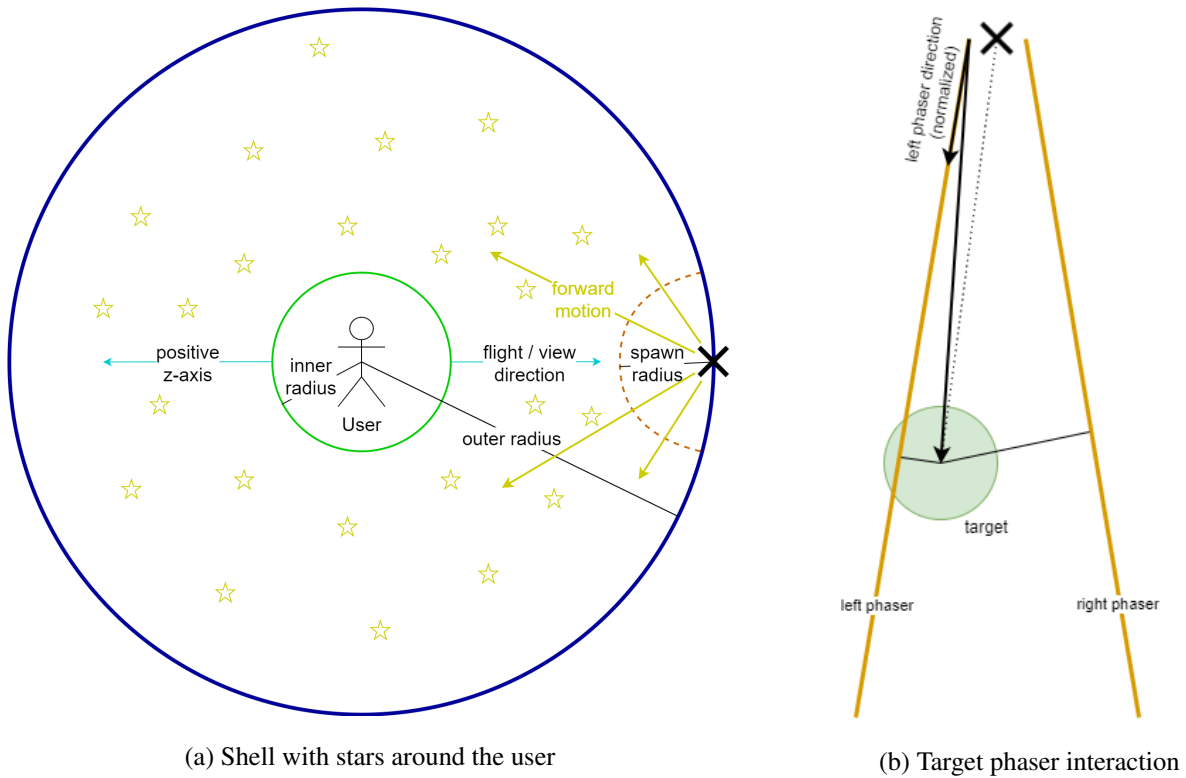 forward
motion
positive
z-axis
inner
radius
flight / view
direction
spawn
radius
User
outer radius
(a) Shell with stars around the user
left phaser direction
(normalized)
target
left phaser
right phaser
(b) Target phaser interaction